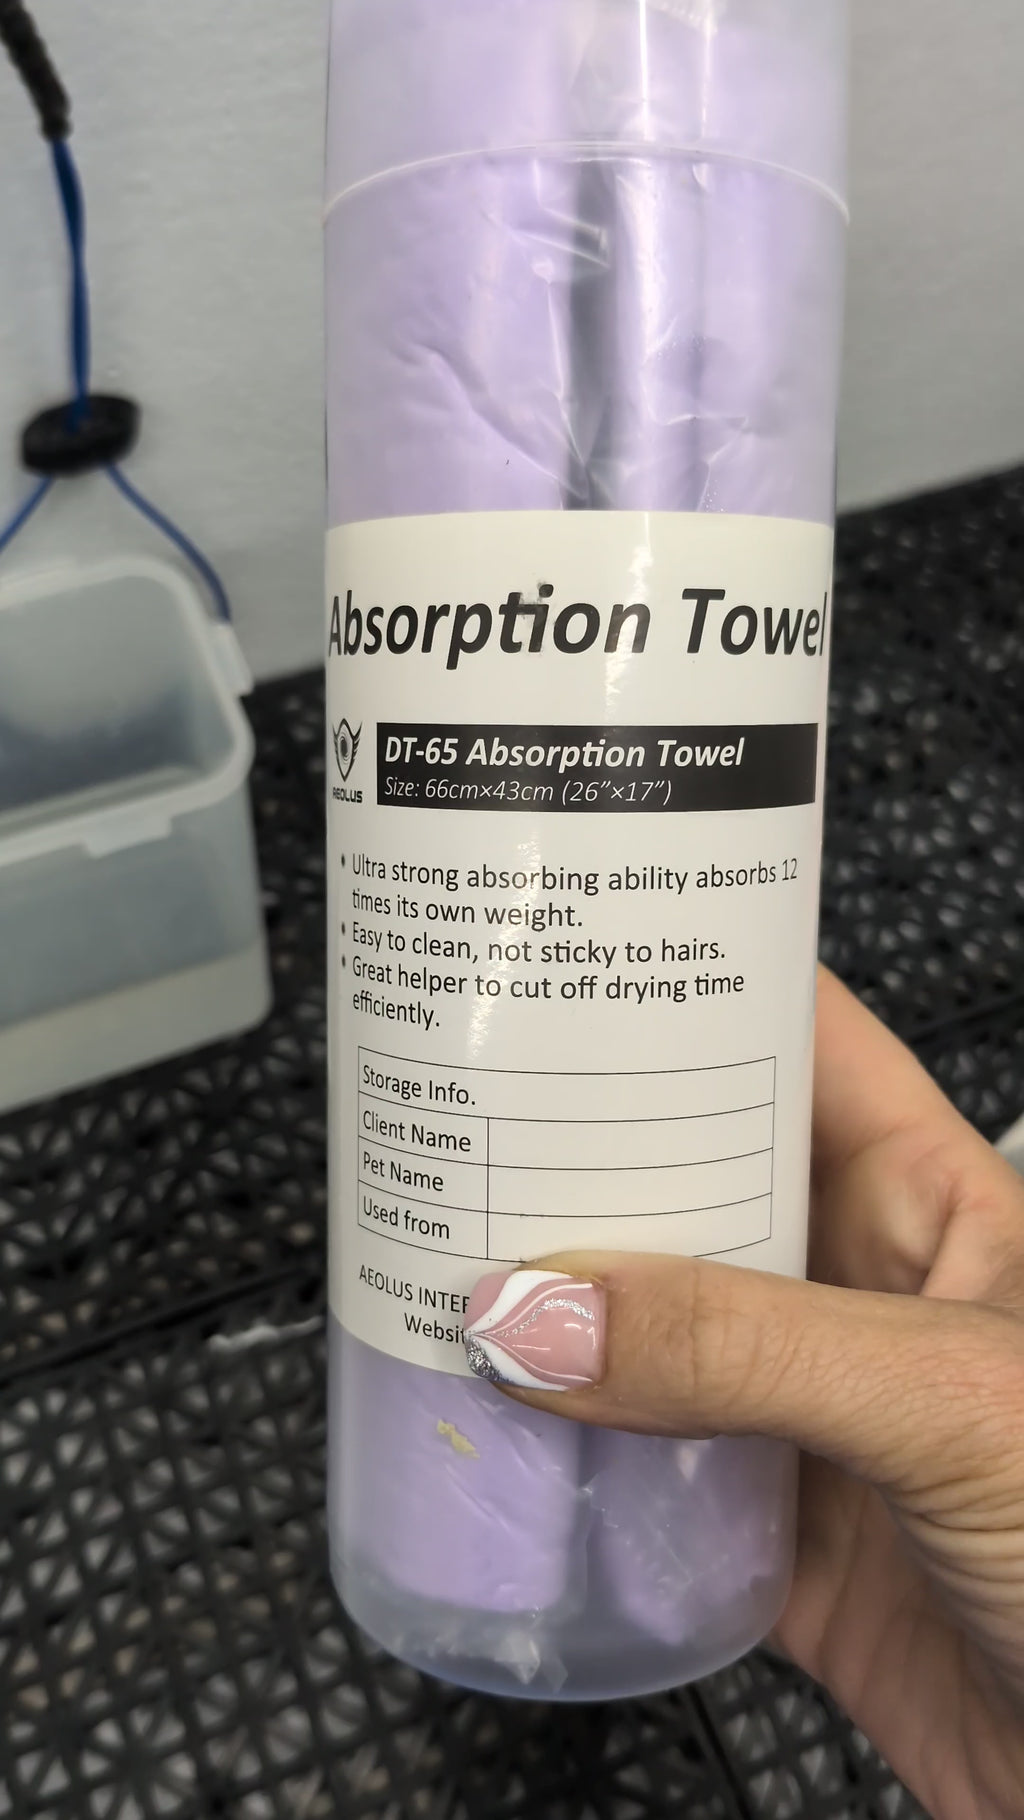 Absorption Towel
AEOLUS
DT-65 Absorption Towel
Size: 66cm×43cm (26"×17")
• Ultra strong absorbing ability absorbs 12
times its own weight.
• Easy to clean, not sticky to hairs.
• Great helper to cut off drying time
efficiently.
Storage Info.
Client Name
Pet Name
Used from
AEOLUS